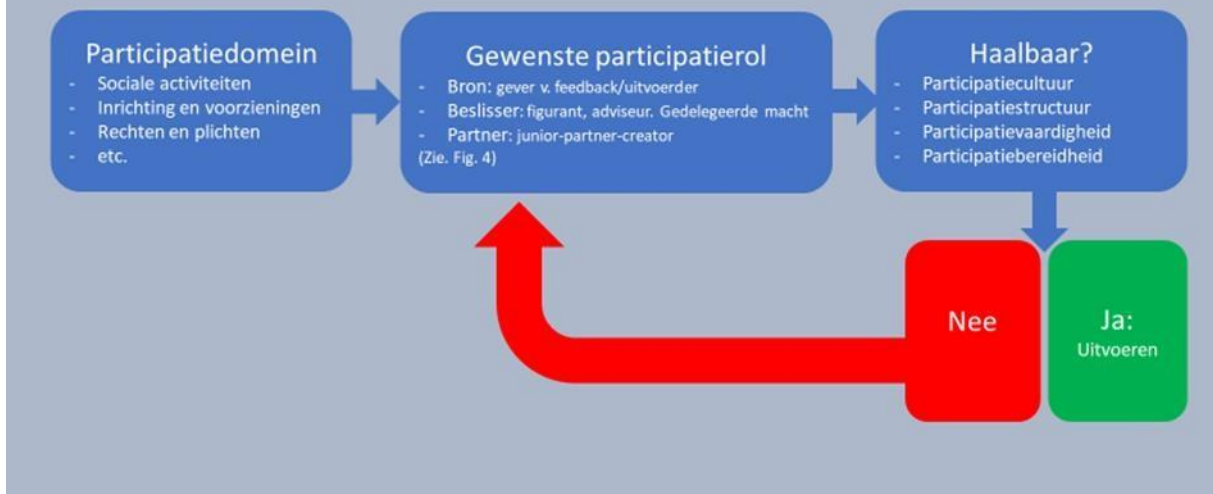 Participatiedomein
- Sociale activiteiten
- Inrichting en voorzieningen
- Rechten en plichten
- etc.
Gewenste participatierol
- Bron: gever v. feedback/uitvoerder
- Beslisser: figurant, adviseur. Gedelegeerde macht
- Partner: junior-partner-creator
(Zie. Fig. 4)
Haalbaar?
- Participatiecultuur
- Participatiestructuur
- Participatievaardigheid
- Participatiebereidheid
Nee
Ja:
Uitvoeren